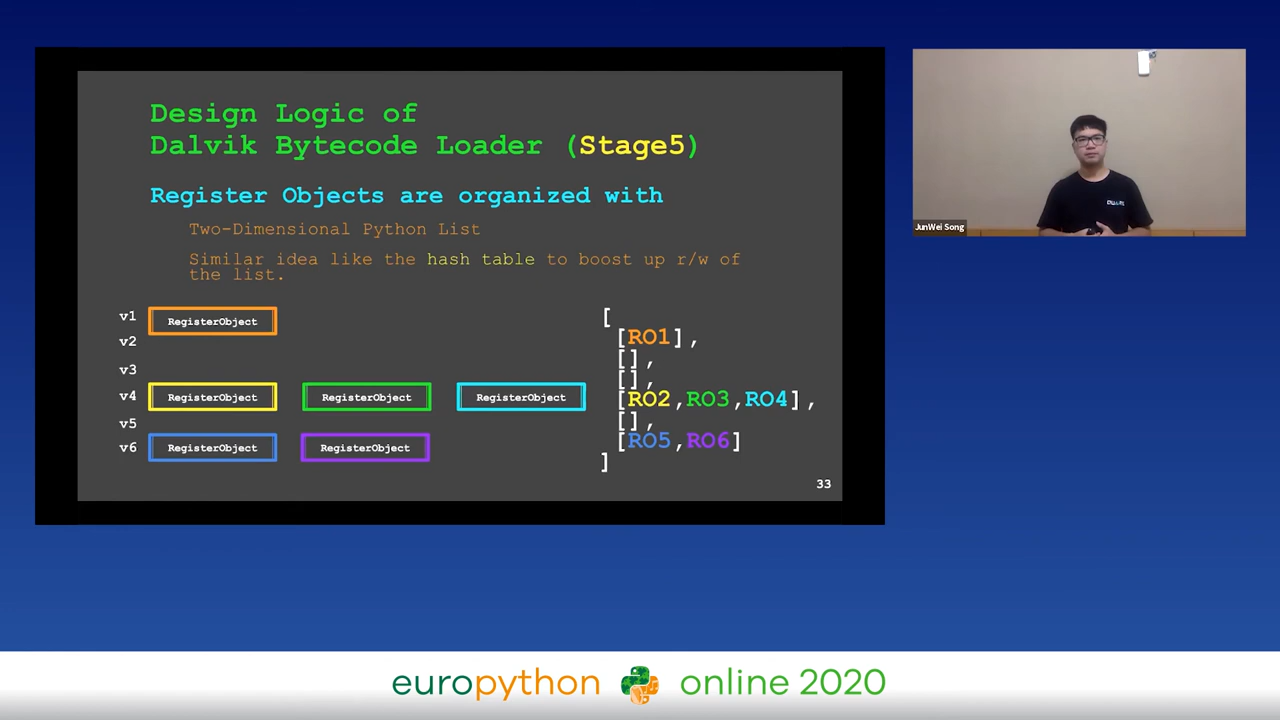 Design Logic of
Dalvik Bytecode Loader (Stage5)
Register Objects are organized with
Two-Dimensional Python List
Similar idea like the hash table to boost up r/w of
the list.
v1 RegisterObject
v2
v3
v4 RegisterObject RegisterObject RegisterObject
v5
v6 RegisterObject RegisterObject
[
[RO1],
[],
[],
[RO2,RO3,RO4],
[],
[RO5,RO6]
]
33
JunWei Song
europython online 2020